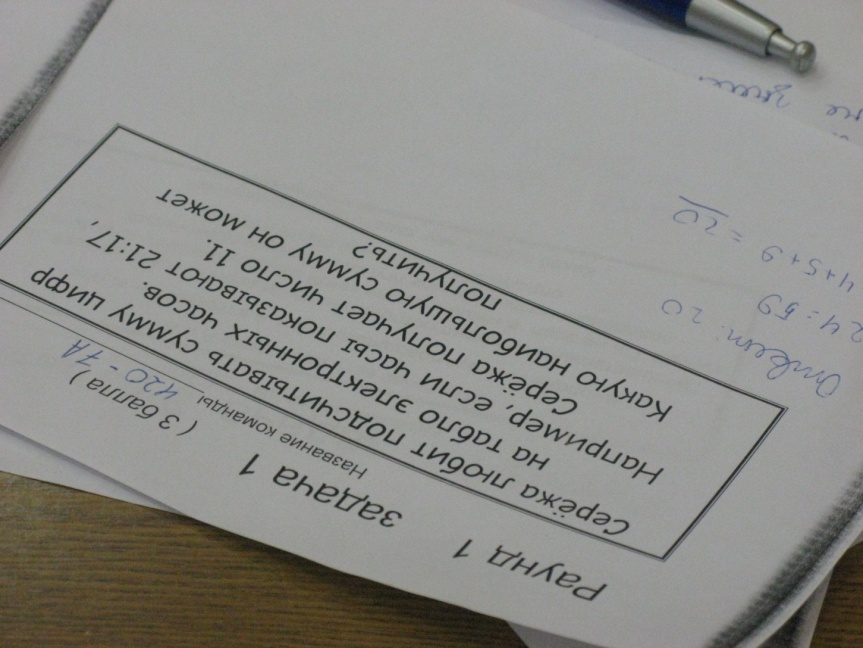 Раунд 1
задача 1
( 3 балла )
Название команды 420 - 7А
Серёжа любит подсчитывать сумму цифр
на табло электронных часов.
Например, если часы показывают 21:17,
Серёжа получает число 11.
Какую наибольшую сумму он может
получить?
Ответ: 20
24:59
4+5+9 = 20